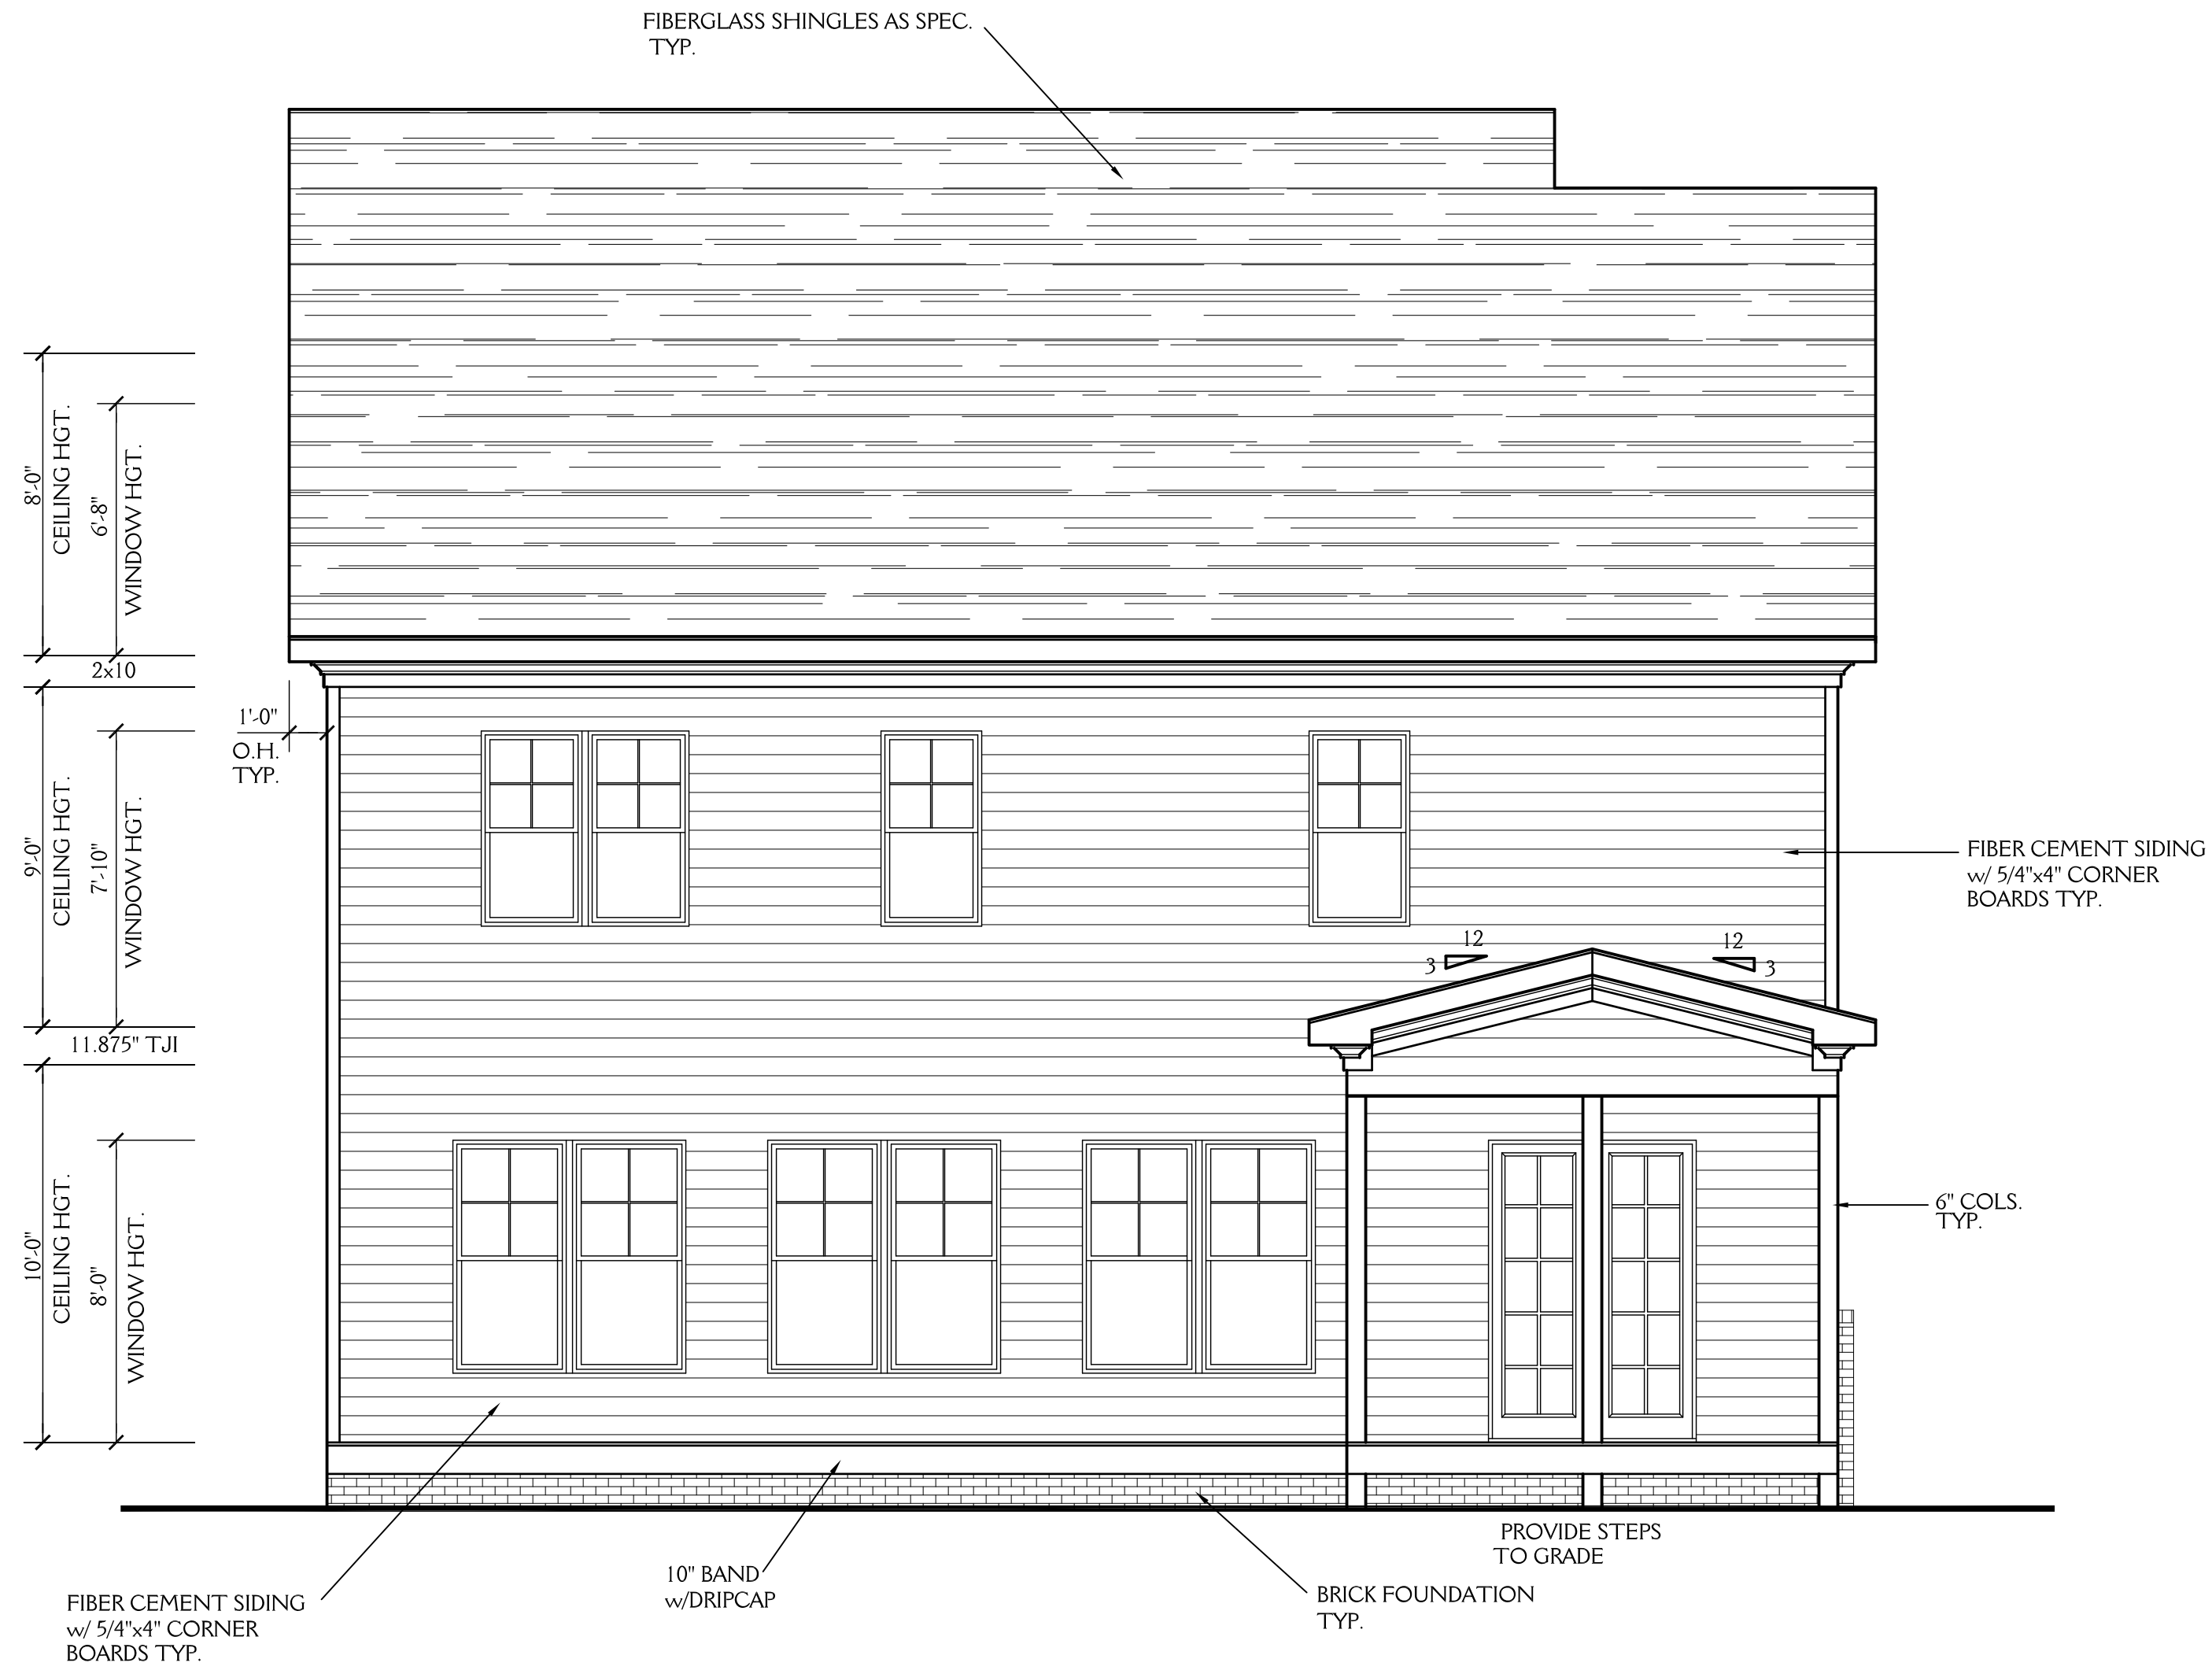 FIBERGLASS SHINGLES AS SPEC.
TYP.
8'-0"
CEILING HGT.
6'-8"
WINDOW HGT.
2x10
9'-0"
CEILING HGT.
7'-10"
WINDOW HGT.
1'-0"
O.H.
TYP.
FIBER CEMENT SIDING
w/ 5/4"x4" CORNER
BOARDS TYP.
12
3
12
3
11.875" TJI
10'-0"
CEILING HGT.
8'-0"
WINDOW HGT.
6" COLS.
TYP.
PROVIDE STEPS
TO GRADE
10" BAND
w/DRIPCAP
BRICK FOUNDATION
TYP.
FIBER CEMENT SIDING
w/ 5/4"x4" CORNER
BOARDS TYP.